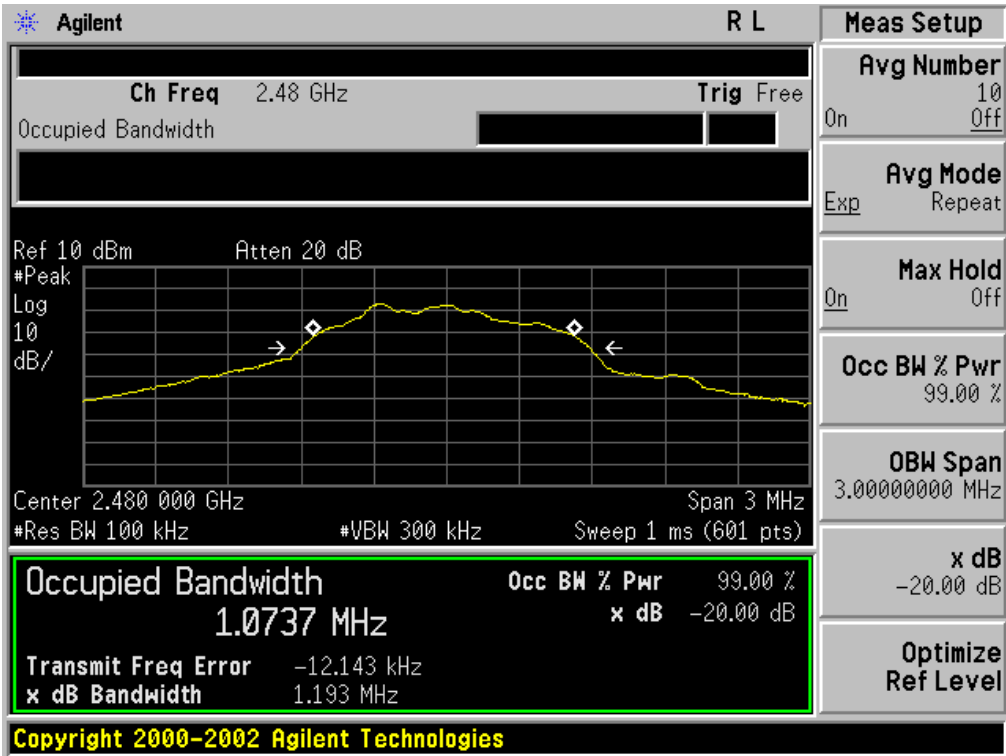 Agilent R L
Ch Freq 2.48 GHz Trig Free
Occupied Bandwidth
Ref 10 dBm Atten 20 dB
#Peak
Log
10
dB/
Center 2.480 000 GHz Span 3 MHz
#Res BW 100 kHz #VBW 300 kHz Sweep 1 ms (601 pts)
Occupied Bandwidth Occ BW % Pwr 99.00 %
1.0737 MHz x dB -20.00 dB
Transmit Freq Error -12.143 kHz
x dB Bandwidth 1.193 MHz
Copyright 2000-2002 Agilent Technologies
Meas Setup
Avg Number
10
On Off
Avg Mode
Exp Repeat
Max Hold
On Off
Occ BW % Pwr
99.00 %
OBW Span
3.00000000 MHz
x dB
-20.00 dB
Optimize
Ref Level